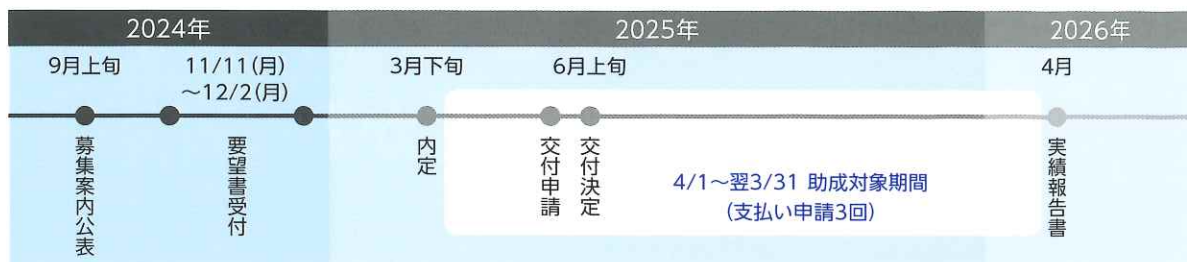 2024年
2025年
2026年
9月上旬
11/11(月)
～12/2(月)
3月下旬
6月上旬
4月
募集案内公表
要望書受付
内定
交付申請
交付決定
4/1～翌3/31 助成対象期間
（支払い申請3回）
実績報告書